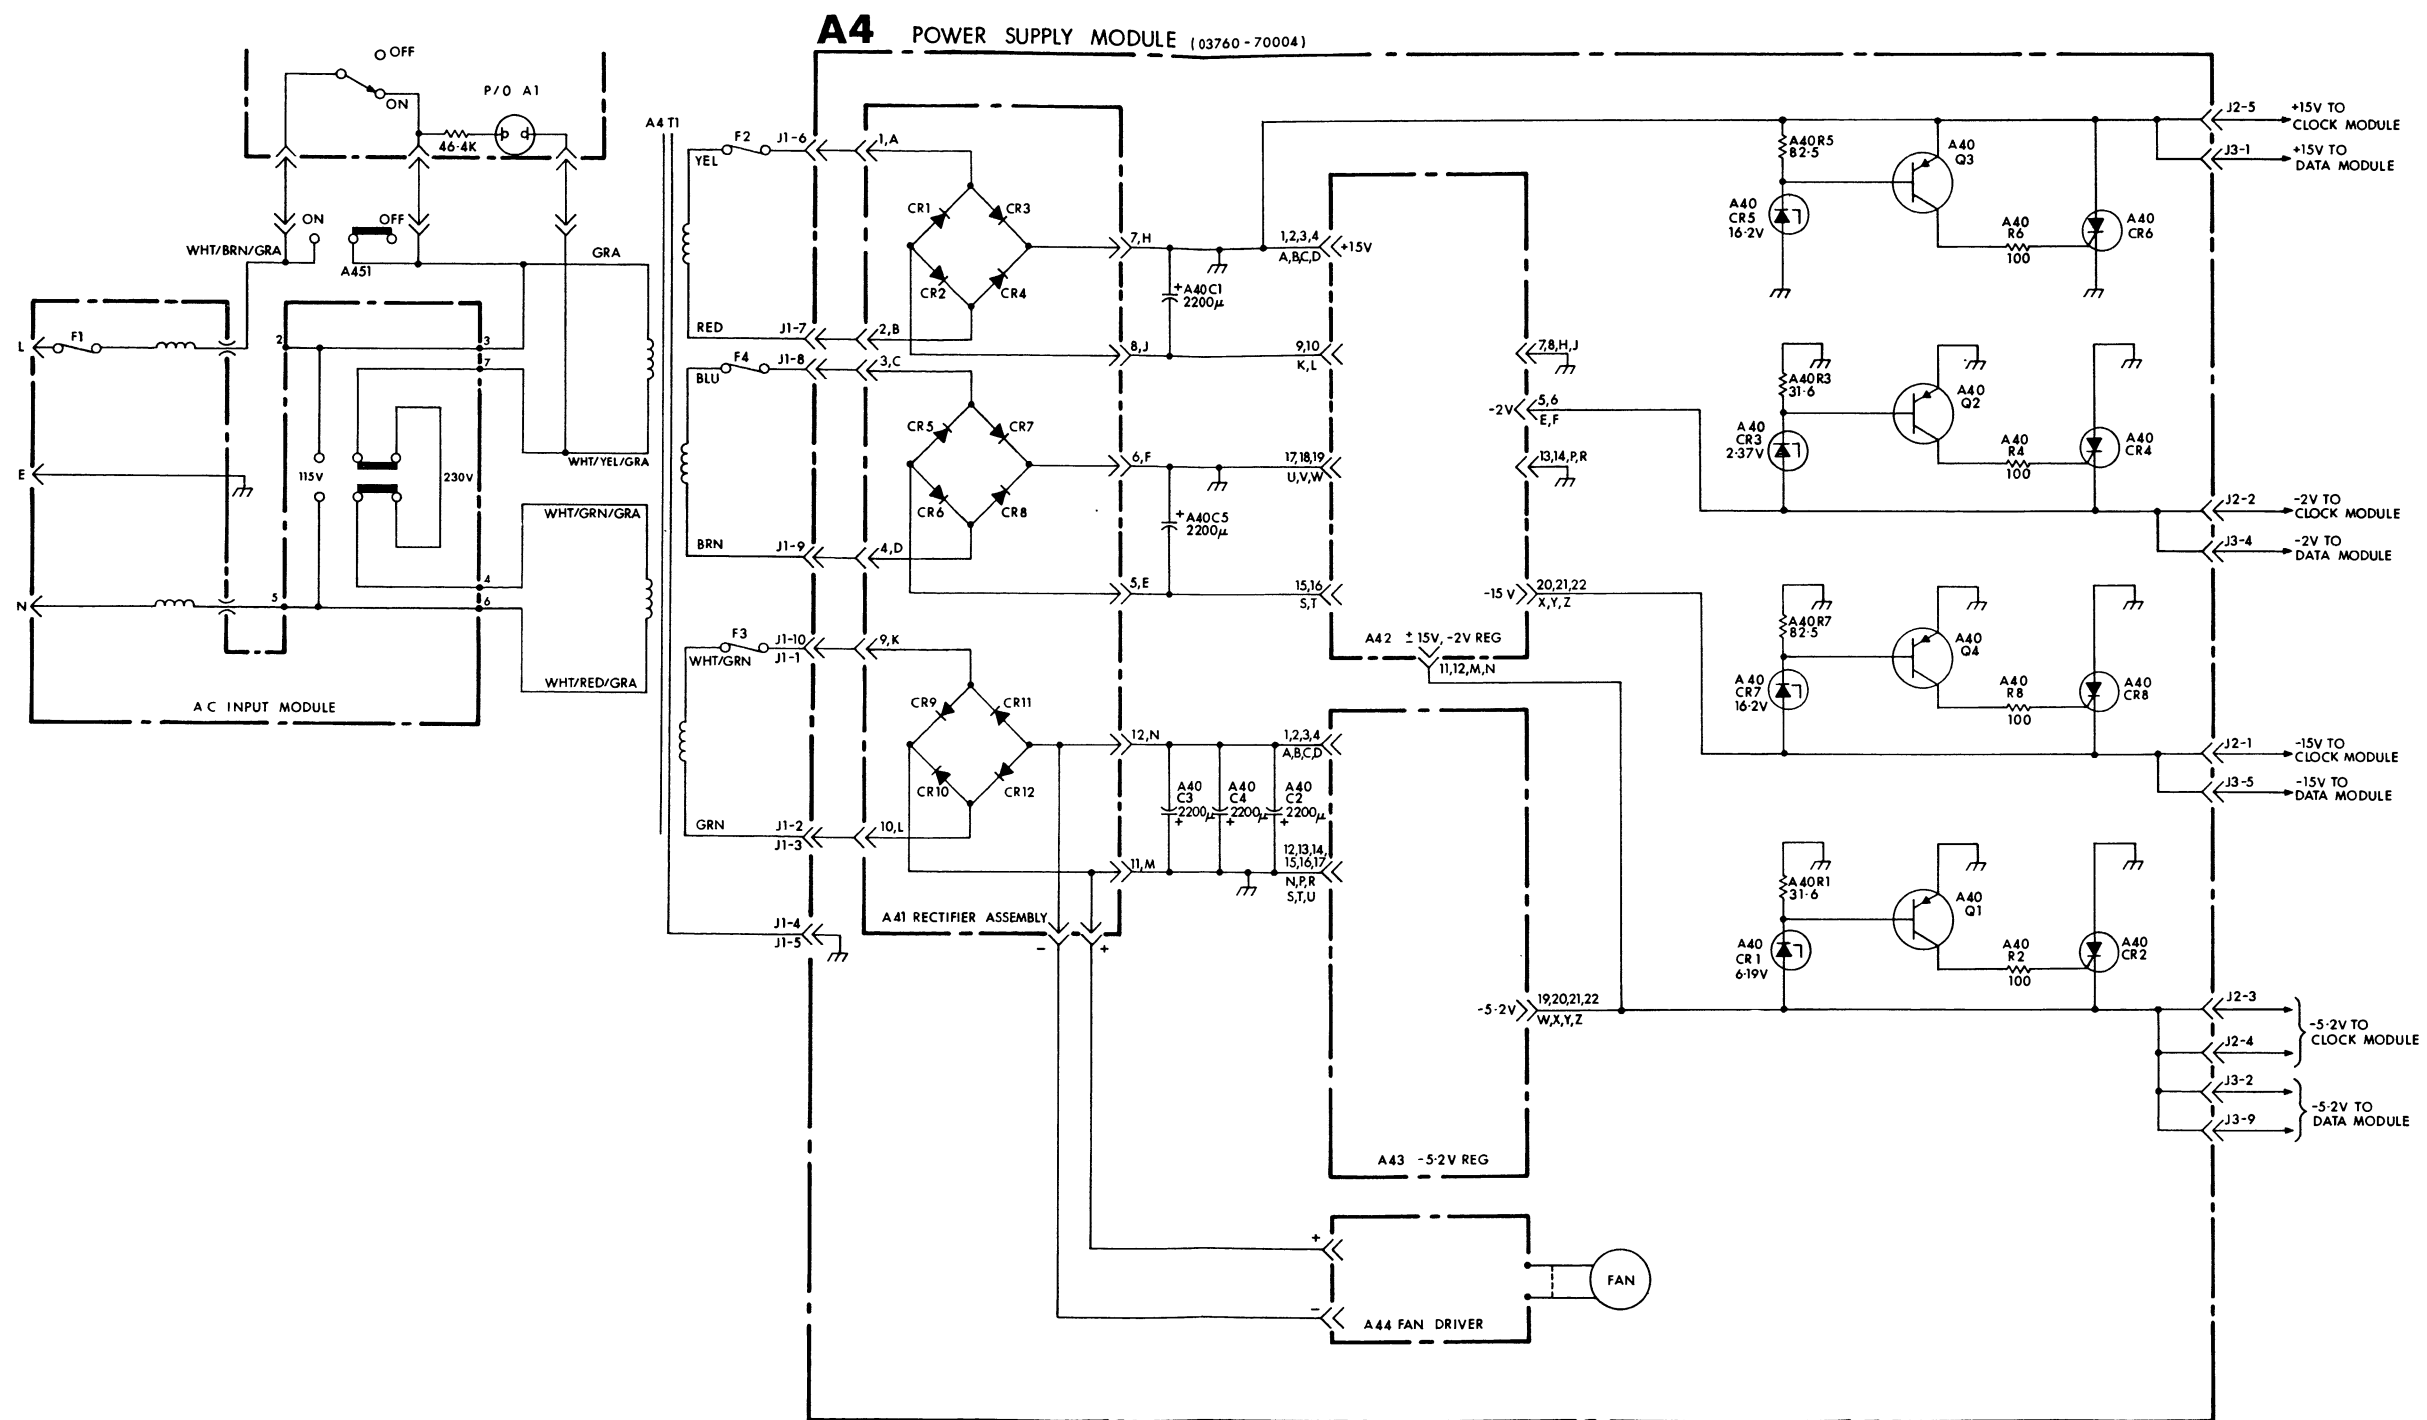 A4 POWER SUPPLY MODULE (03760-70004)
OFF
ON
P/O A1
46·4K
ON
OFF
WHT/BRN/GRA
A451
GRA
L
F1
2
3
7
E
115V
230V
WHT/YEL/GRA
WHT/GRN/GRA
N
5
4
6
WHT/RED/GRA
AC INPUT MODULE
A4 T1
YEL
F2
J1-6
RED
J1-7
BLU
F4
J1-8
BRN
J1-9
WHT/GRN
F3
J1-10
J1-1
GRN
J1-2
J1-3
J1-4
J1-5
1,A
CR1
CR3
CR2
CR4
2,B
7,H
8,J
3,C
CR5
CR7
CR6
CR8
4,D
6,F
5,E
9,K
CR9
CR11
CR10
CR12
10,L
12,N
11,M
A41 RECTIFIER ASSEMBLY
-
+
+A40C1
2200µ
+A40C5
2200µ
A40
C3
2200µ
+
A40
C4
2200µ
+
A40
C2
2200µ
+
1,2,3,4
A,B,C,D
+15V
9,10
K,L
17,18,19
U,V,W
15,16
S,T
7,8,H,J
-2V
5,6
E,F
13,14,P,R
-15V
20,21,22
X,Y,Z
A42 ±15V, -2V REG
11,12,M,N
1,2,3,4
A,B,C,D
12,13,14,
15,16,17
N,P,R
S,T,U
-5·2V
19,20,21,22
W,X,Y,Z
A43 -5·2V REG
+
-
A44 FAN DRIVER
FAN
A40R5
82·5
A40
CR5
16·2V
A40
Q3
A40
R6
100
A40
CR6
J2-5
+15V TO
CLOCK MODULE
J3-1
+15V TO
DATA MODULE
A40R3
31·6
A40
CR3
2·37V
A40
Q2
A40
R4
100
A40
CR4
J2-2
-2V TO
CLOCK MODULE
J3-4
-2V TO
DATA MODULE
A40R7
82·5
A40
CR7
16·2V
A40
Q4
A40
R8
100
A40
CR8
J2-1
-15V TO
CLOCK MODULE
J3-5
-15V TO
DATA MODULE
A40R1
31·6
A40
CR1
6·19V
A40
Q1
A40
R2
100
A40
CR2
J2-3
J2-4
-5·2V TO
CLOCK MODULE
J3-2
J3-9
-5·2V TO
DATA MODULE